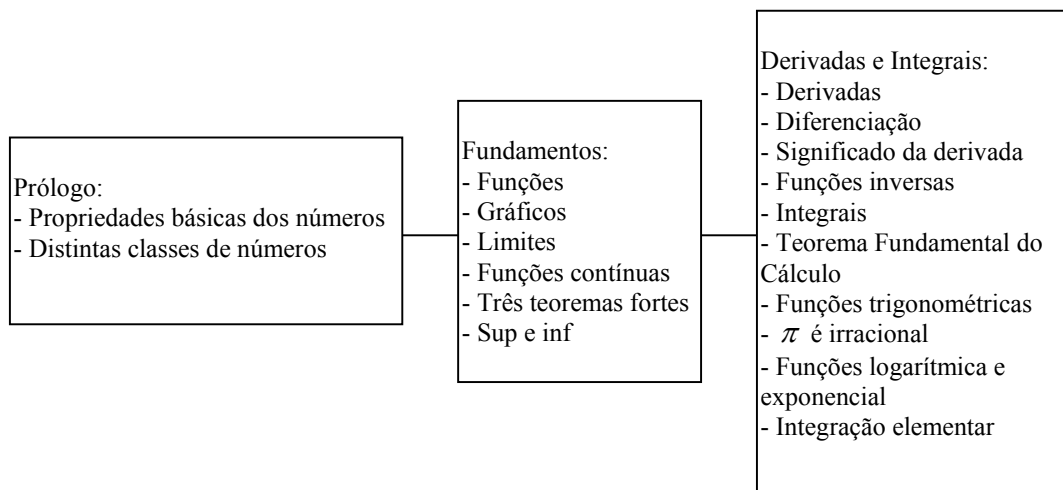 Prólogo:
- Propriedades básicas dos números
- Distintas classes de números
Fundamentos:
- Funções
- Gráficos
- Limites
- Funções contínuas
- Três teoremas fortes
- Sup e inf
Derivadas e Integrais:
- Derivadas
- Diferenciação
- Significado da derivada
- Funções inversas
- Integrais
- Teorema Fundamental do
Cálculo
- Funções trigonométricas
- π é irracional
- Funções logarítmica e
exponencial
- Integração elementar